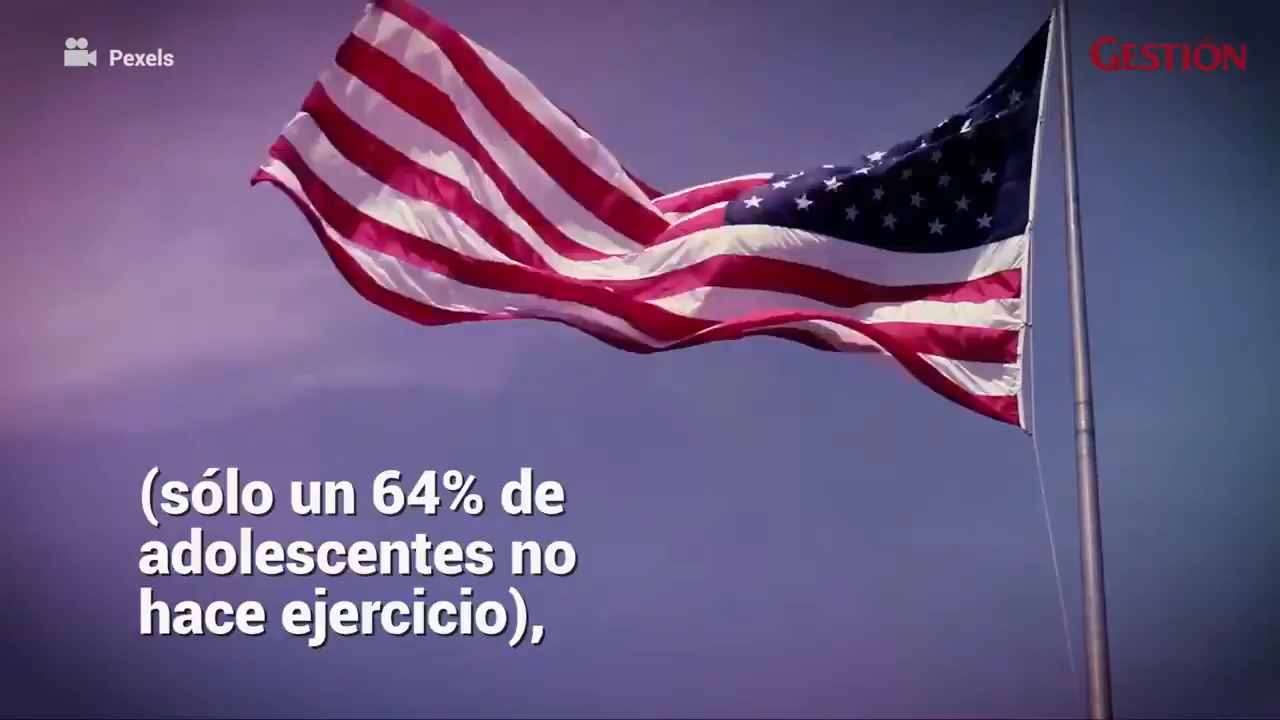 Pexels
GESTIÓN
(sólo un 64% de
adolescentes no
hace ejercicio),